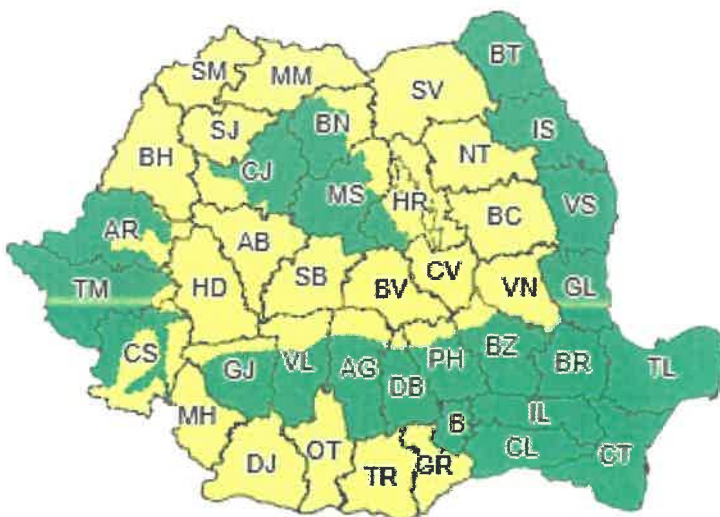 BT
SM
MM
SV
BN
SJ
IS
BH
CJ
NT
MS
HR
VS
BC
AR
AB
TM
HD
SB
BV
CV
VN
GL
CS
GJ
VL
AG
DB
PH
BZ
BR
TL
MH
B
IL
DJ
OT
TR
GR
CL
CT